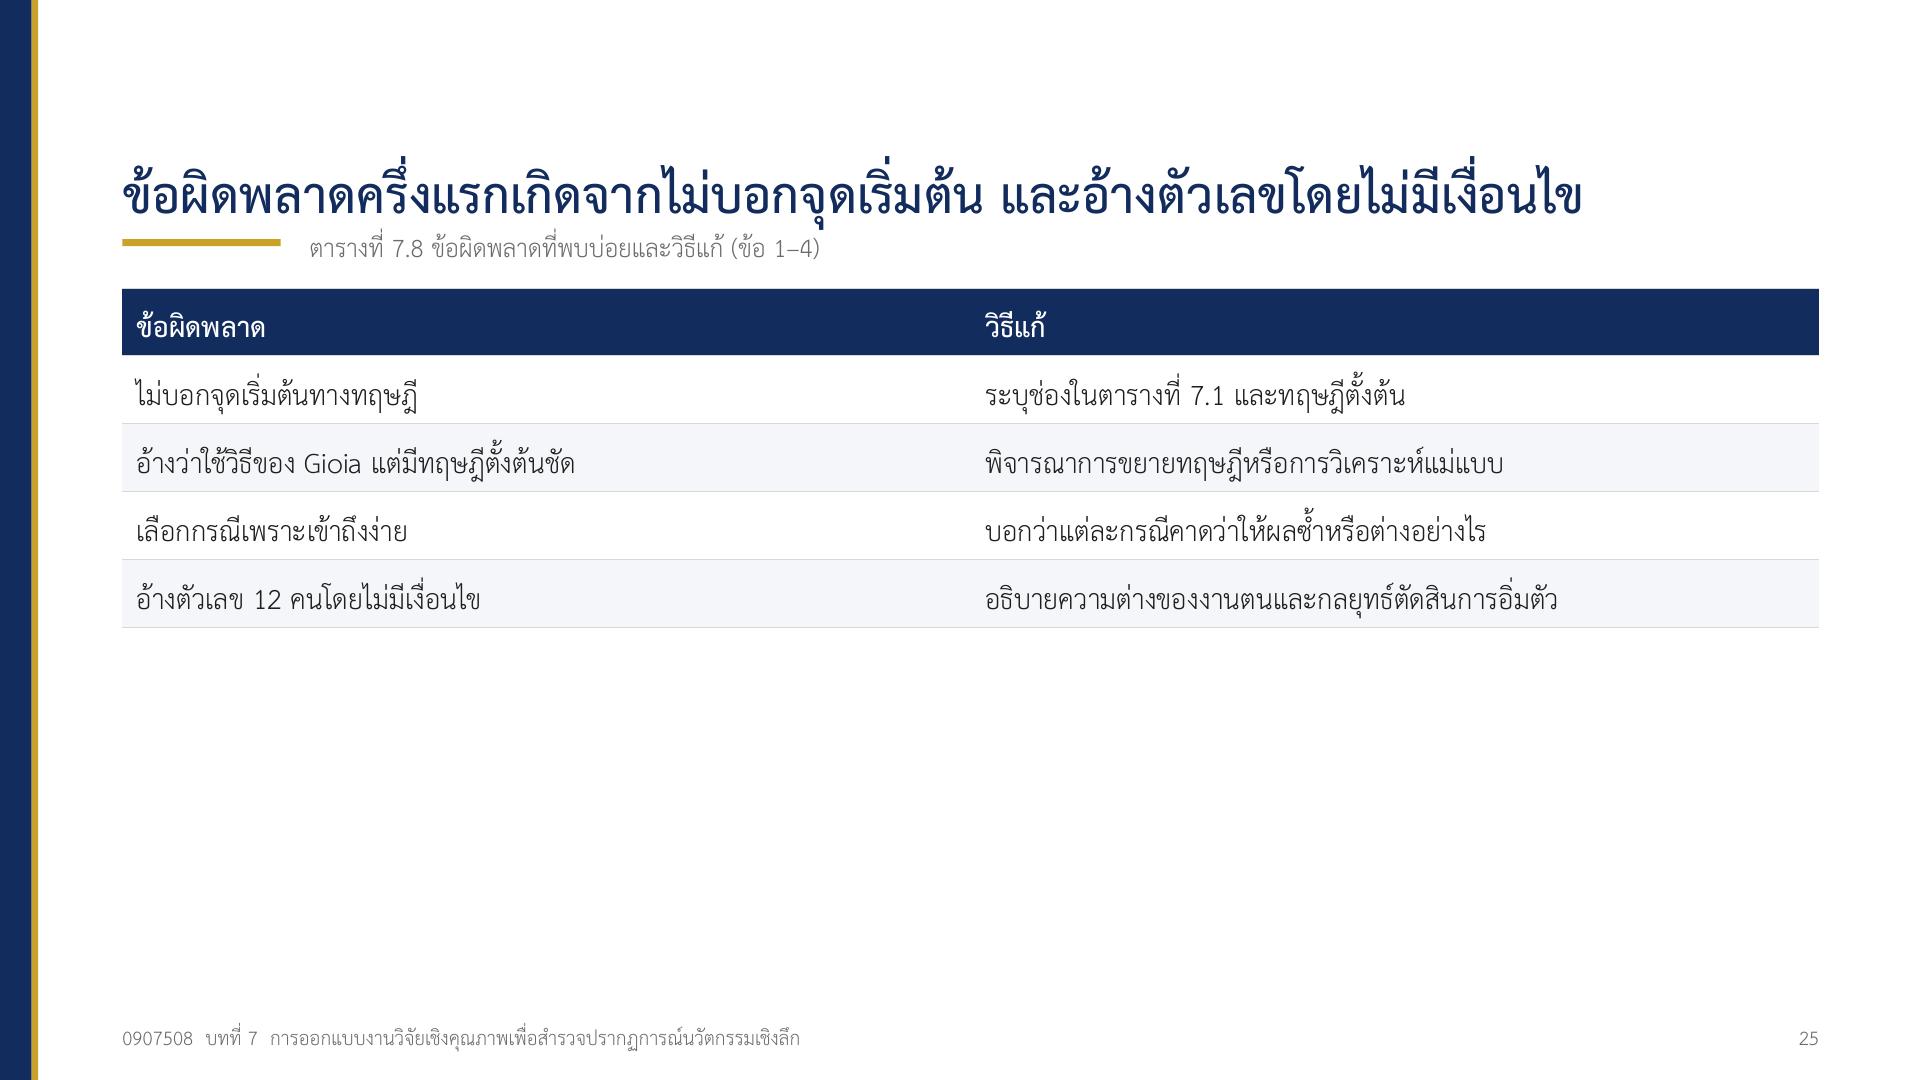 ข้อผิดพลาดครึ่งแรกเกิดจากไม่บอกจุดเริ่มต้น และอ้างตัวเลขโดยไม่มีเงื่อนไข
ตารางที่ 7.8 ข้อผิดพลาดที่พบบ่อยและวิธีแก้ (ข้อ 1–4)
ข้อผิดพลาด วิธีแก้
ไม่บอกจุดเริ่มต้นทางทฤษฎี ระบุช่องในตารางที่ 7.1 และทฤษฎีตั้งต้น
อ้างว่าใช้วิธีของ Gioia แต่มีทฤษฎีตั้งต้นชัด พิจารณาการขยายทฤษฎีหรือการวิเคราะห์แม่แบบ
เลือกกรณีเพราะเข้าถึงง่าย บอกว่าแต่ละกรณีคาดว่าให้ผลซ้ำหรือต่างอย่างไร
อ้างตัวเลข 12 คนโดยไม่มีเงื่อนไข อธิบายความต่างของงานตนและกลยุทธ์ตัดสินการอิ่มตัว
0907508 บทที่ 7 การออกแบบงานวิจัยเชิงคุณภาพเพื่อสำรวจปรากฏการณ์นวัตกรรมเชิงลึก 25